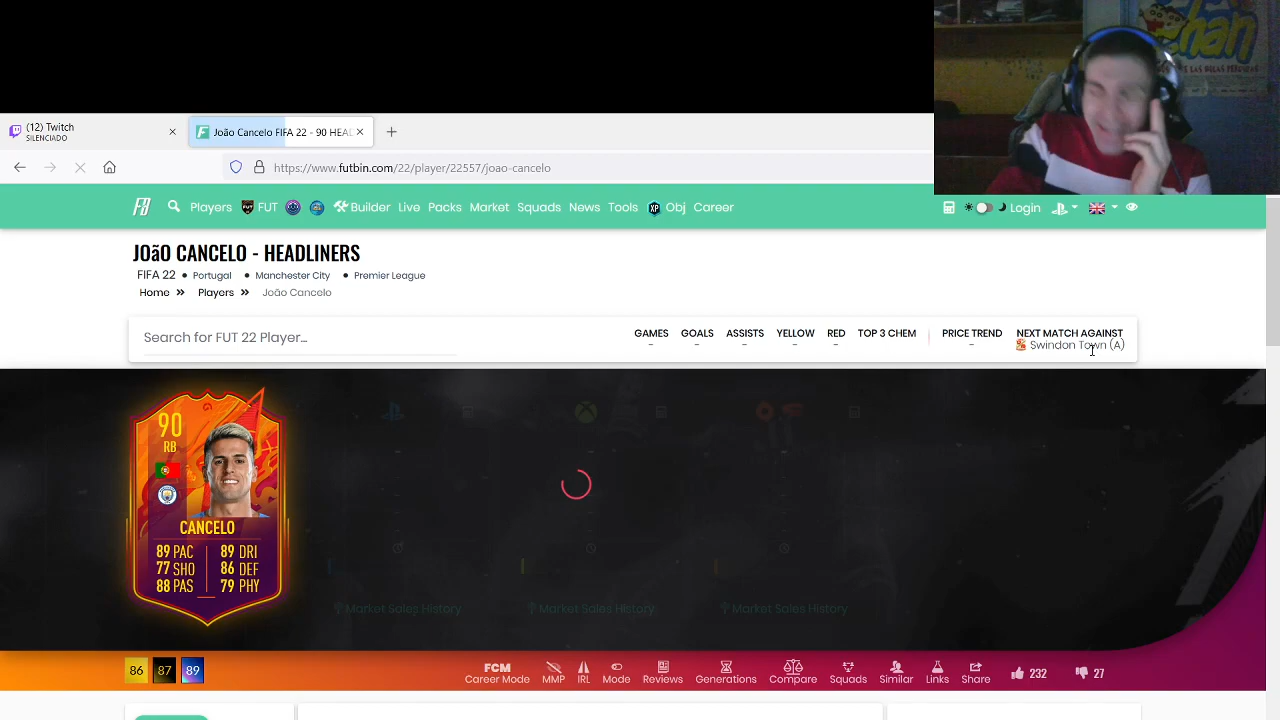 (12) Twitch
SILENCIADO
João Cancelo FIFA 22 - 90 HEAL
https://www.futbin.com/22/player/22557/joao-cancelo
Players FUT Builder Live Packs Market Squads News Tools XP Obj Career Login
JOãO CANCELO - HEADLINERS
FIFA 22 • Portugal • Manchester City • Premier League
Home » Players » João Cancelo
Search for FUT 22 Player...
GAMES GOALS ASSISTS YELLOW RED TOP 3 CHEM PRICE TREND NEXT MATCH AGAINST
- - - - - - Swindon Town (A)
90
RB
CANCELO
89 PAC 89 DRI
77 SHO 86 DEF
88 PAS 79 PHY
Market Sales History Market Sales History Market Sales History
86 87 89
FCM
Career Mode MMP IRL Mode Reviews Generations Compare Squads Similar Links Share 232 27